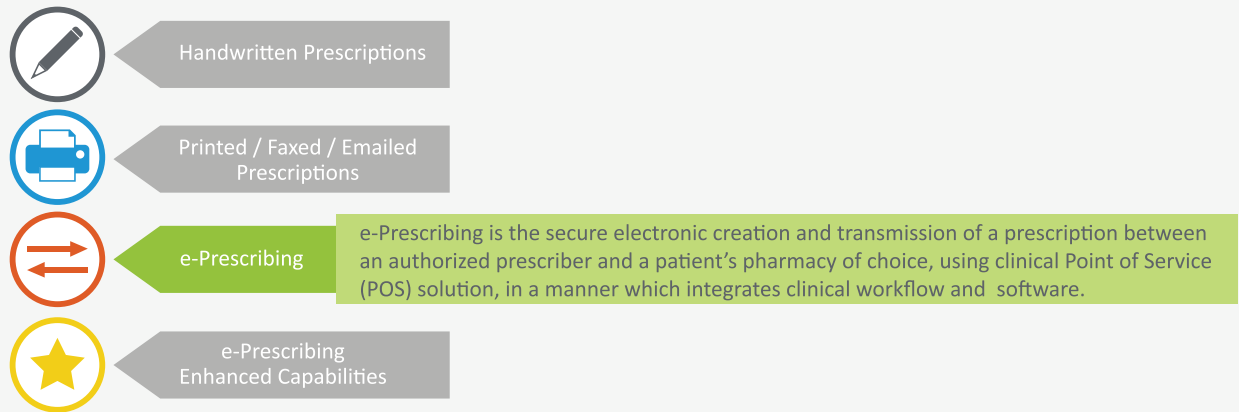 Handwritten Prescriptions
Printed / Faxed / Emailed
Prescriptions
e-Prescribing
e-Prescribing is the secure electronic creation and transmission of a prescription between
an authorized prescriber and a patient’s pharmacy of choice, using clinical Point of Service
(POS) solution, in a manner which integrates clinical workflow and  software.
e-Prescribing
Enhanced Capabilities